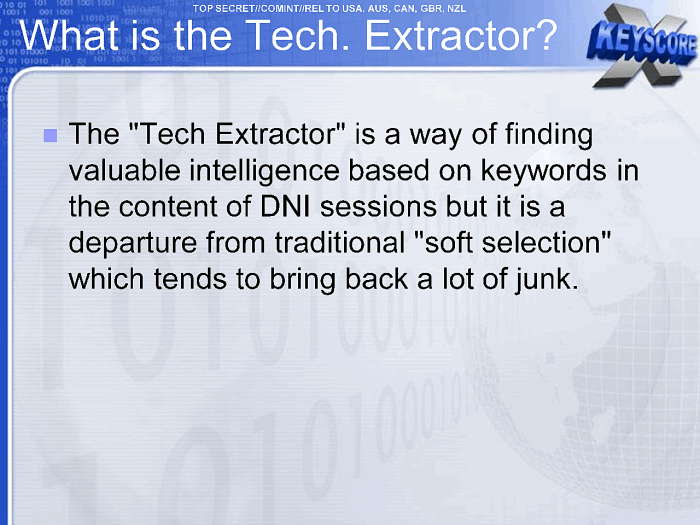 TOP SECRET//COMINT//REL TO USA, AUS, CAN, GBR, NZL
What is the Tech. Extractor?
X KEYSCORE
The "Tech Extractor" is a way of finding
valuable intelligence based on keywords in
the content of DNI sessions but it is a
departure from traditional "soft selection"
which tends to bring back a lot of junk.